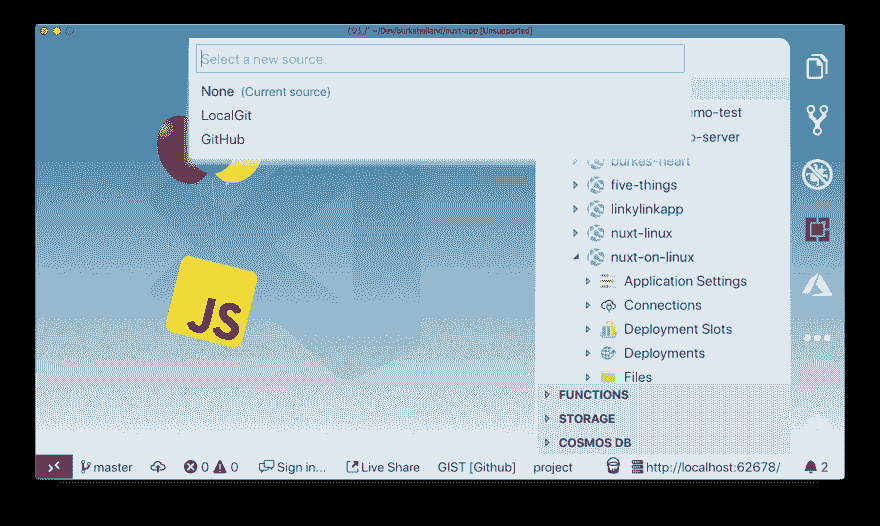 ~/Dev/burkeholland/nuxt-app [Unsupported]
Select a new source.
None (Current source)
LocalGit
GitHub
emo-test
o-server
burkes-heart
five-things
linkylinkapp
nuxt-linux
nuxt-on-linux
Application Settings
Connections
Deployment Slots
Deployments
Files
FUNCTIONS
STORAGE
COSMOS DB
JS
master 0 0 Sign in... Live Share GIST [Github] project http://localhost:62678/ 2